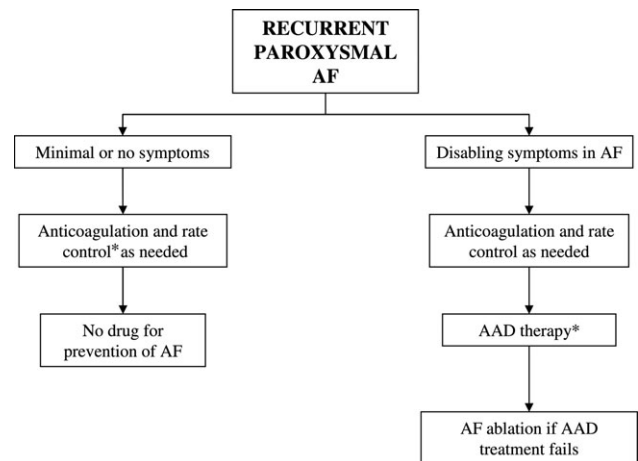 RECURRENT
PAROXYSMAL
AF
Minimal or no symptoms
Anticoagulation and rate
control* as needed
No drug for
prevention of AF
Disabling symptoms in AF
Anticoagulation and rate
control as needed
AAD therapy*
AF ablation if AAD
treatment fails